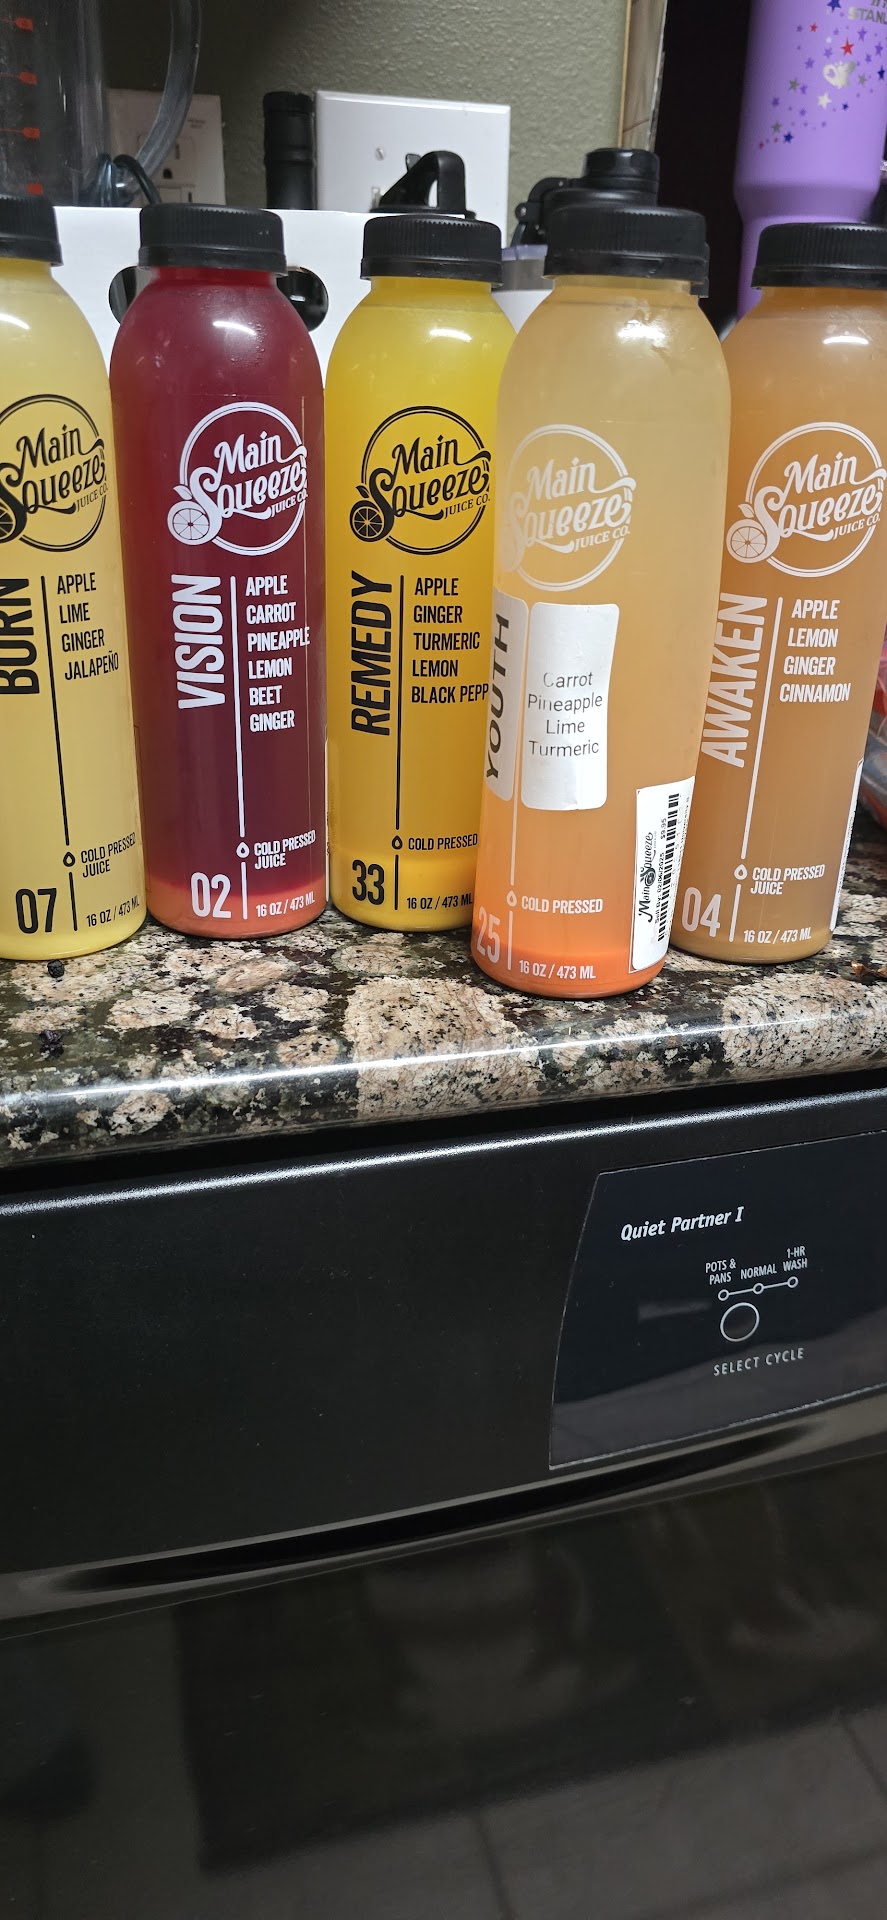 STAN
Main
Squeeze
JUICE CO.
BURN
APPLE
LIME
GINGER
JALAPEÑO
COLD PRESSED
JUICE
07
16 OZ / 473 ML
Main
Squeeze
JUICE CO.
VISION
APPLE
CARROT
PINEAPPLE
LEMON
BEET
GINGER
COLD PRESSED
JUICE
02
16 OZ / 473 ML
Main
Squeeze
JUICE CO.
REMEDY
APPLE
GINGER
TURMERIC
LEMON
BLACK PEPP
COLD PRESSED
33
16 OZ / 473 ML
Main
Squeeze
JUICE CO.
YOUTH
Carrot
Pineapple
Lime
Turmeric
COLD PRESSED
25
16 OZ / 473 ML
Main Squeeze
$9.95
Main
Squeeze
JUICE CO.
AWAKEN
APPLE
LEMON
GINGER
CINNAMON
COLD PRESSED
JUICE
04
16 OZ / 473 ML
Quiet Partner I
POTS &
PANS
NORMAL
1-HR
WASH
SELECT CYCLE